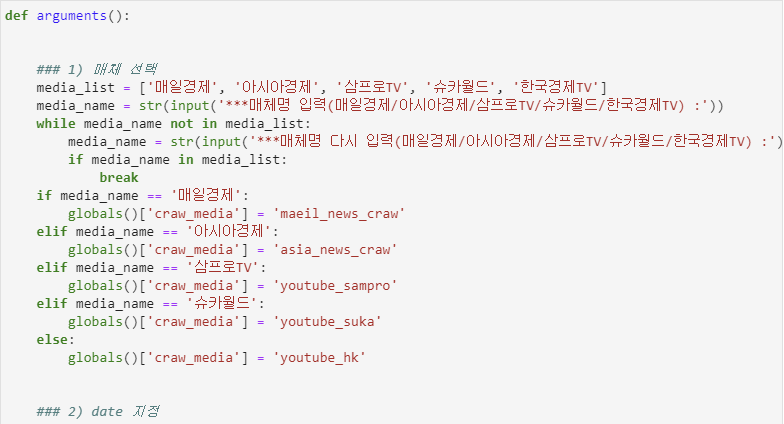 def arguments():
### 1) 매체 선택
media_list = ['매일경제', '아시아경제', '삼프로TV', '슈카월드', '한국경제TV']
media_name = str(input('***매체명 입력(매일경제/아시아경제/삼프로TV/슈카월드/한국경제TV) :'))
while media_name not in media_list:
media_name = str(input('***매체명 다시 입력(매일경제/아시아경제/삼프로TV/슈카월드/한국경제TV) :')
if media_name in media_list:
break
if media_name == '매일경제':
globals()['craw_media'] = 'maeil_news_craw'
elif media_name == '아시아경제':
globals()['craw_media'] = 'asia_news_craw'
elif media_name == '삼프로TV':
globals()['craw_media'] = 'youtube_sampro'
elif media_name == '슈카월드':
globals()['craw_media'] = 'youtube_suka'
else:
globals()['craw_media'] = 'youtube_hk'
### 2) date 지정